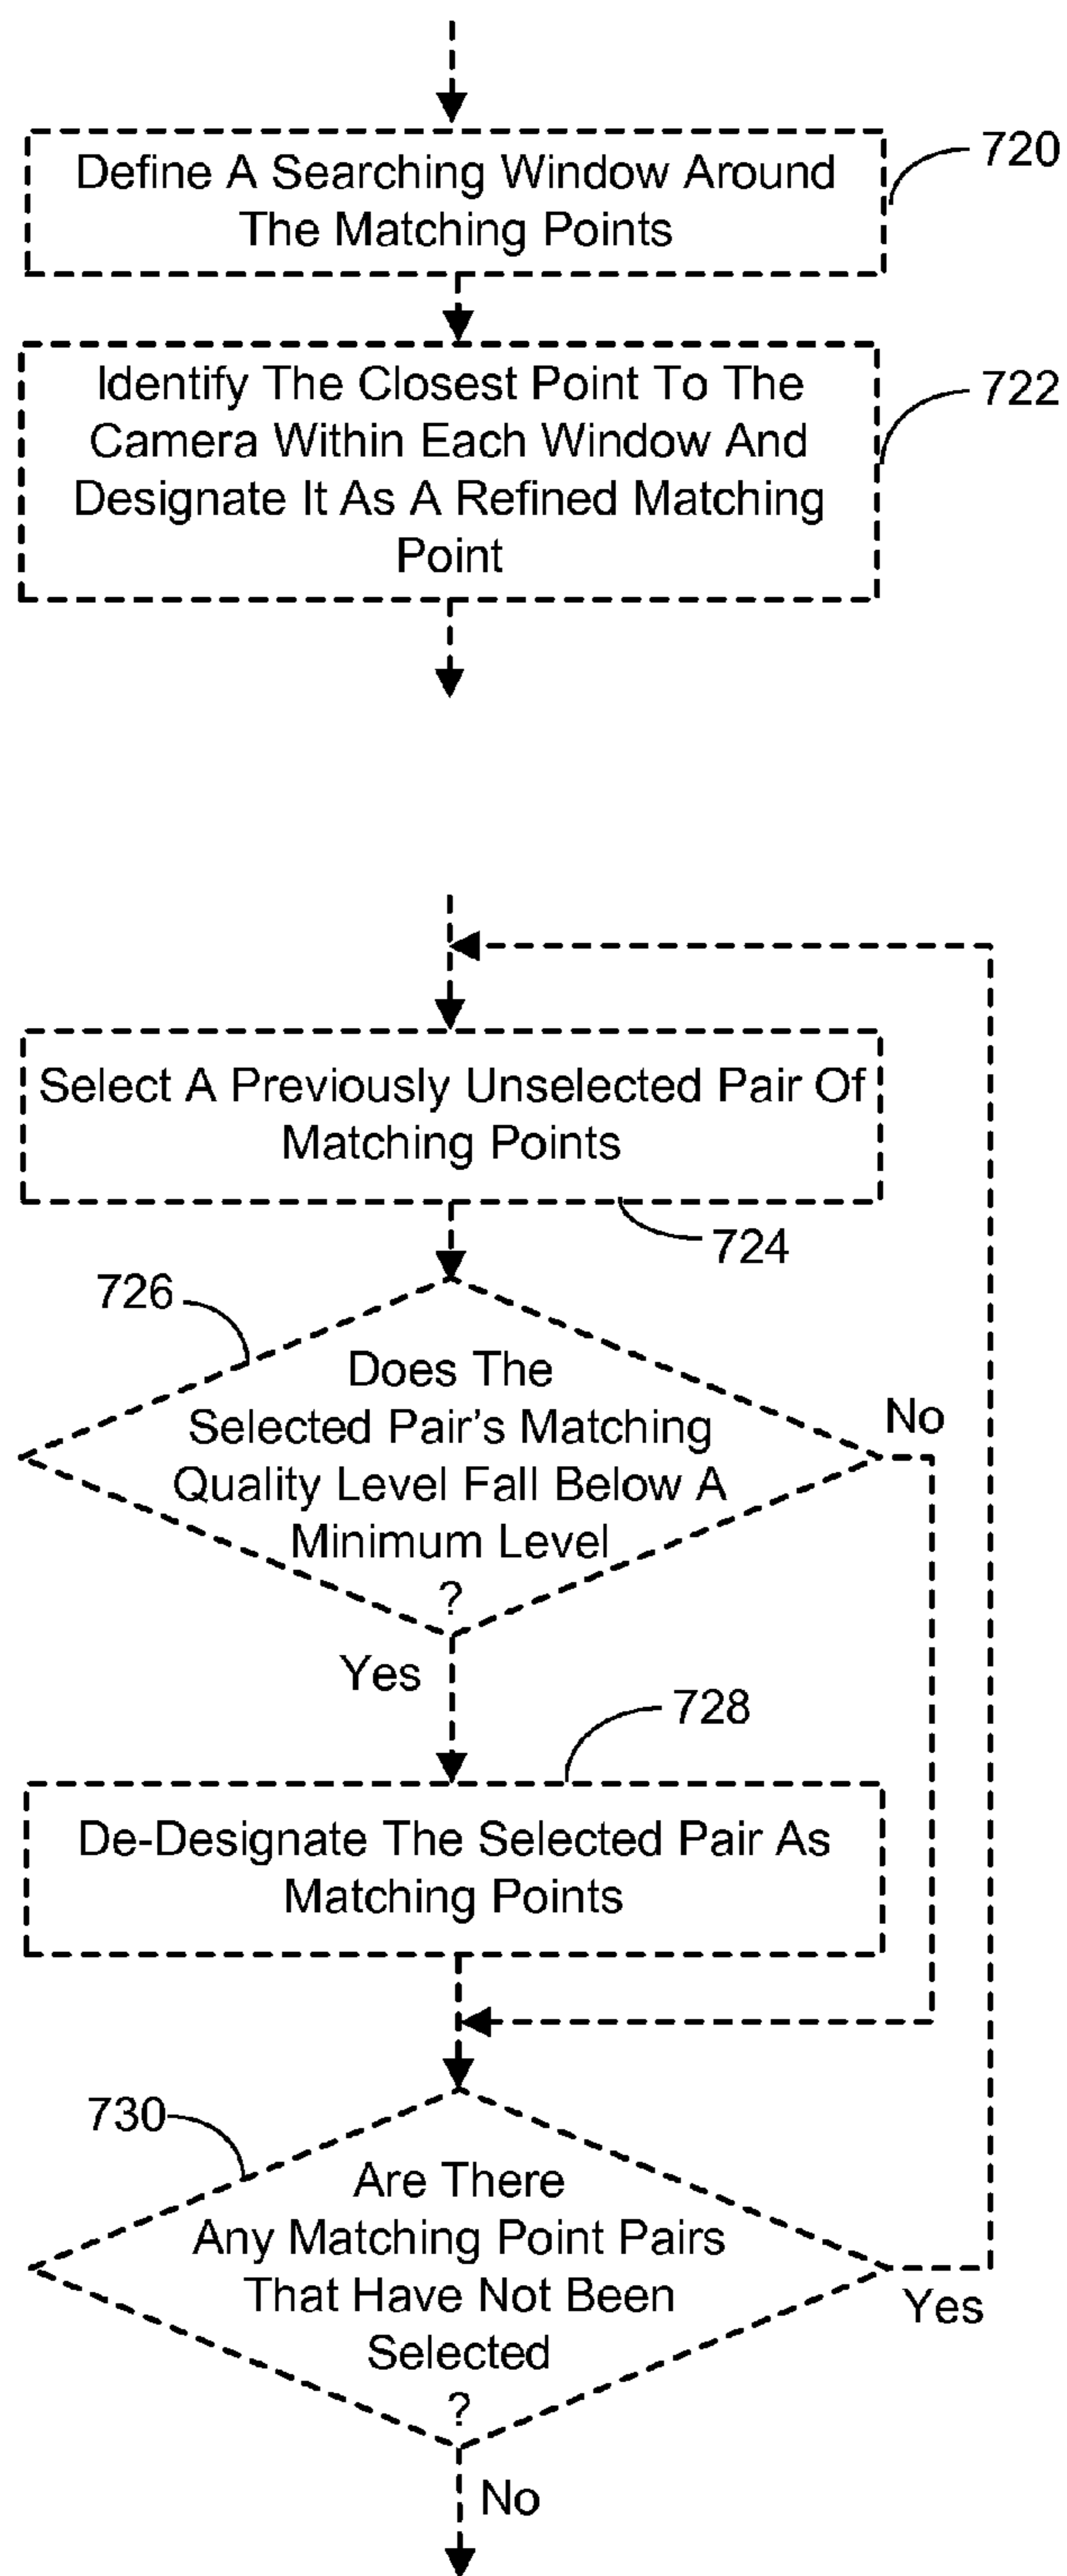 Define A Searching Window Around
The Matching Points
720
Identify The Closest Point To The
Camera Within Each Window And
Designate It As A Refined Matching
Point
722
Select A Previously Unselected Pair Of
Matching Points
724
726
Does The
Selected Pair’s Matching
Quality Level Fall Below A
Minimum Level
?
No
Yes
728
De-Designate The Selected Pair As
Matching Points
730
Are There
Any Matching Point Pairs
That Have Not Been
Selected
?
Yes
No